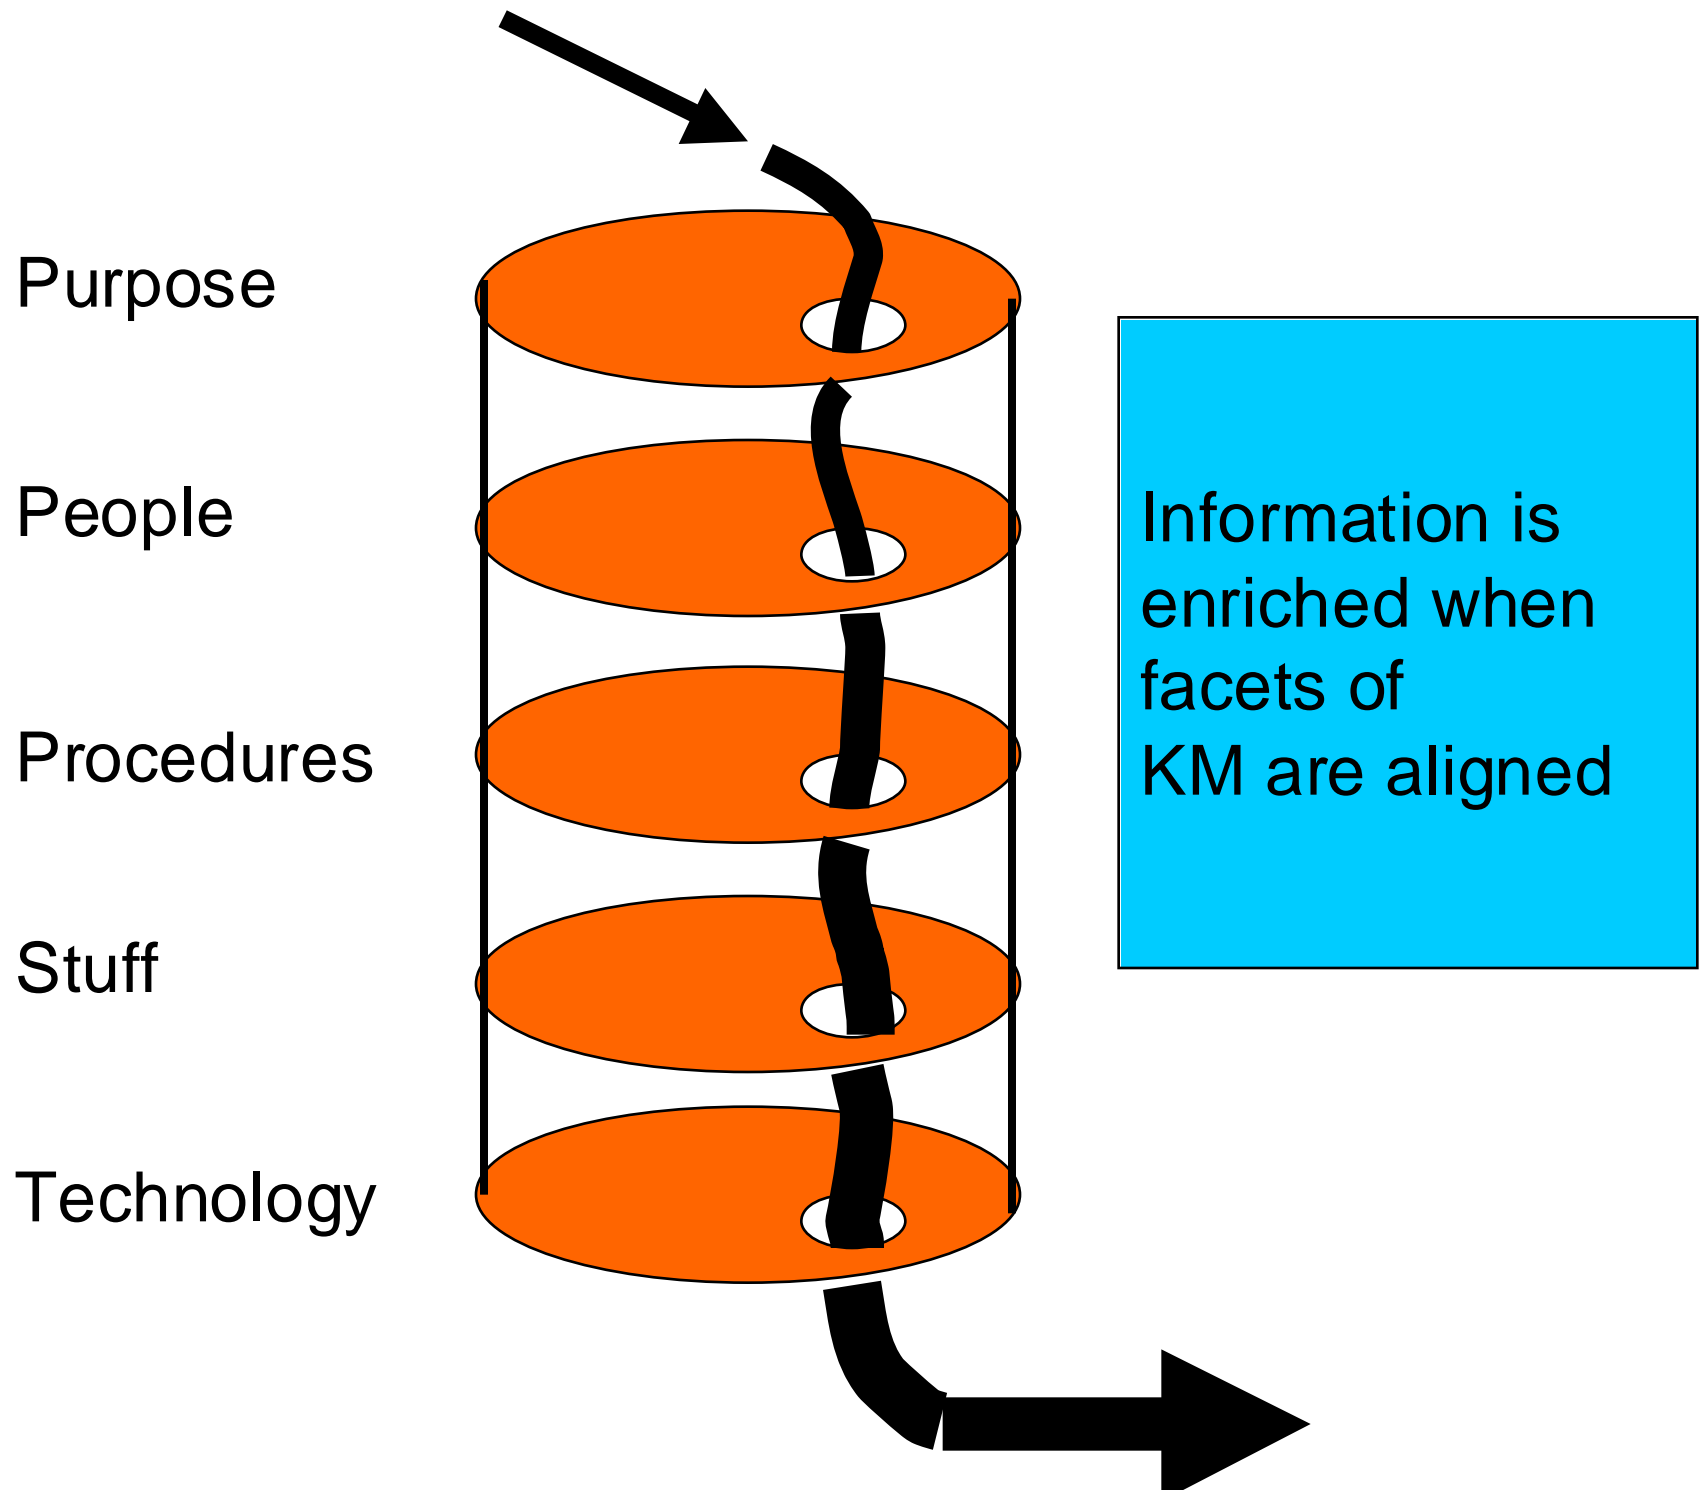 Purpose
People
Procedures
Stuff
Technology
Information is
enriched when
facets of
KM are aligned